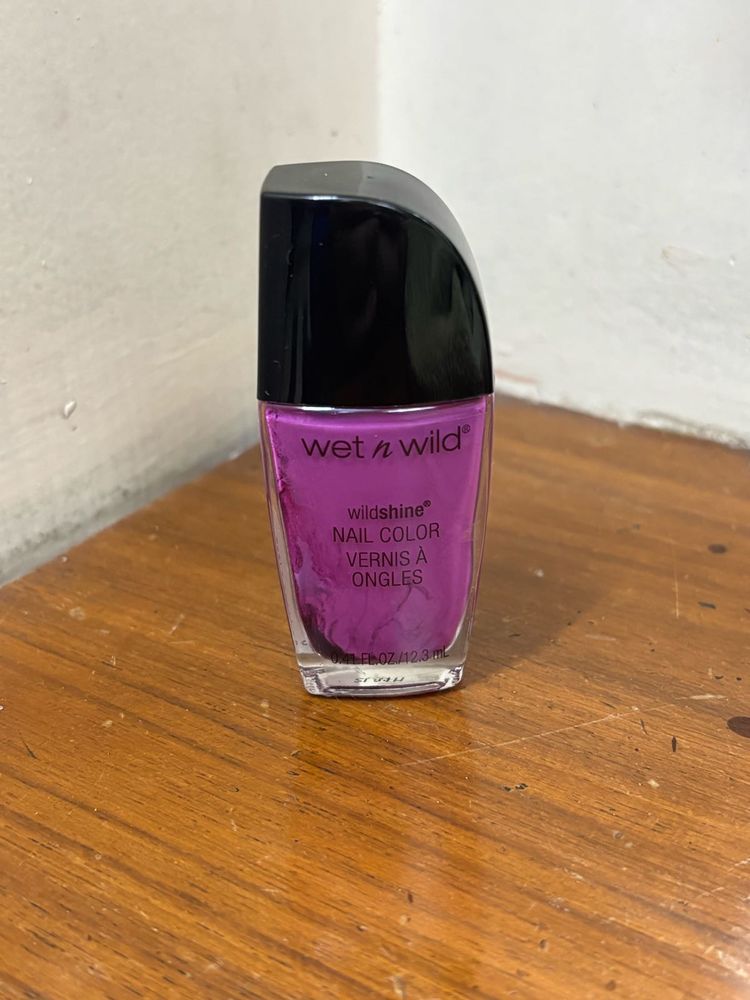 wet n wild®
wildshine®
NAIL COLOR
VERNIS À
ONGLES
0.41 FL.OZ./12.3 mL